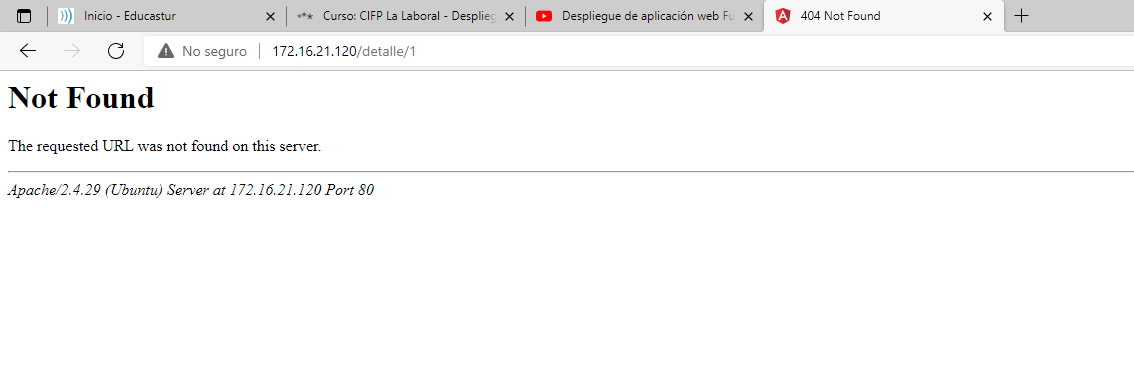 Inicio - Educastur
Curso: CIFP La Laboral - Desplieg
Despliegue de aplicación web Fu
404 Not Found
No seguro
172.16.21.120/detalle/1
Not Found
The requested URL was not found on this server.
Apache/2.4.29 (Ubuntu) Server at 172.16.21.120 Port 80